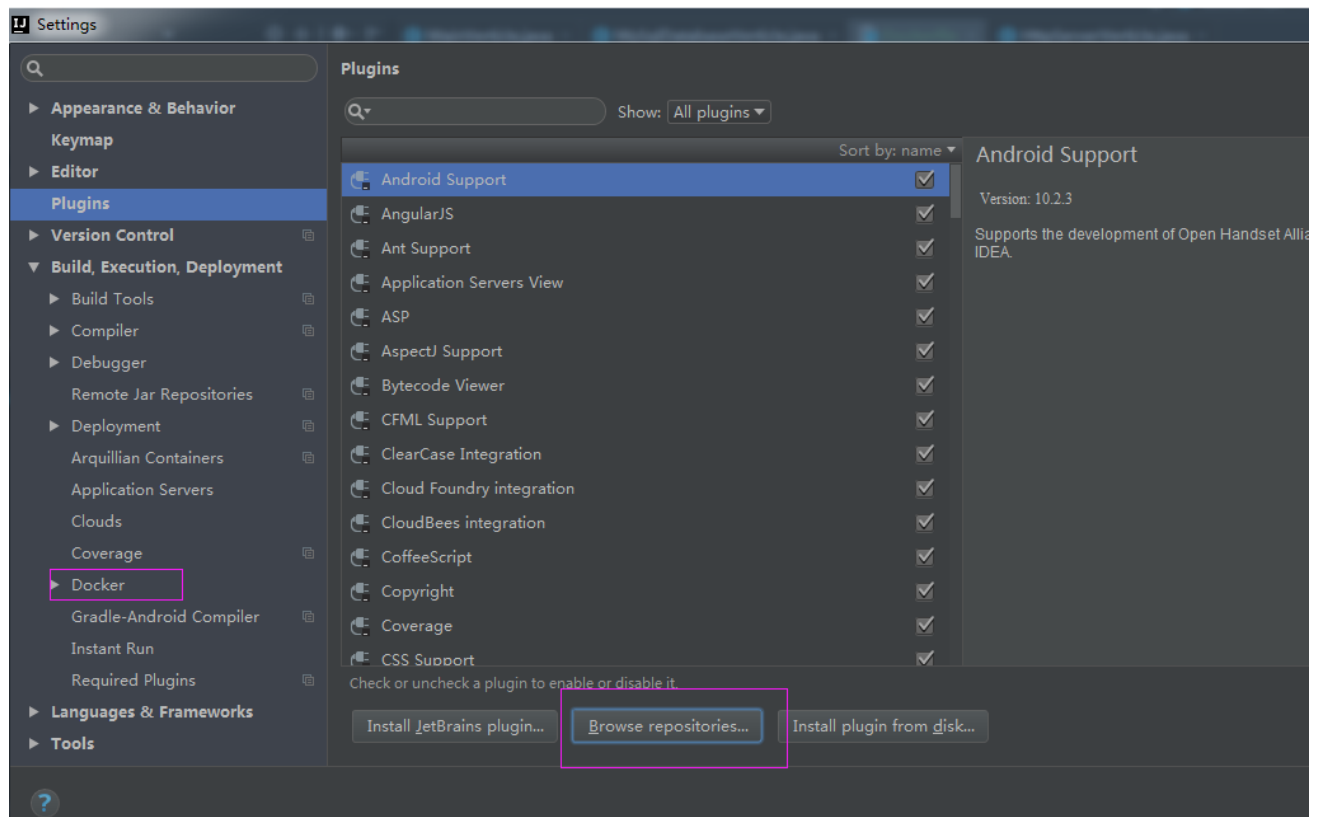 IJ Settings
Plugins
Show: All plugins
Appearance & Behavior
Keymap
Editor
Plugins
Version Control
Build, Execution, Deployment
Build Tools
Compiler
Debugger
Remote Jar Repositories
Deployment
Arquillian Containers
Application Servers
Clouds
Coverage
Docker
Gradle-Android Compiler
Instant Run
Required Plugins
Languages & Frameworks
Tools
Sort by: name
Android Support
AngularJS
Ant Support
Application Servers View
ASP
AspectJ Support
Bytecode Viewer
CFML Support
ClearCase Integration
Cloud Foundry integration
CloudBees integration
CoffeeScript
Copyright
Coverage
CSS Support
Check or uncheck a plugin to enable or disable it.
Install JetBrains plugin...
Browse repositories...
Install plugin from disk...
Android Support
Version: 10.2.3
Supports the development of Open Handset Allia
IDEA.
?